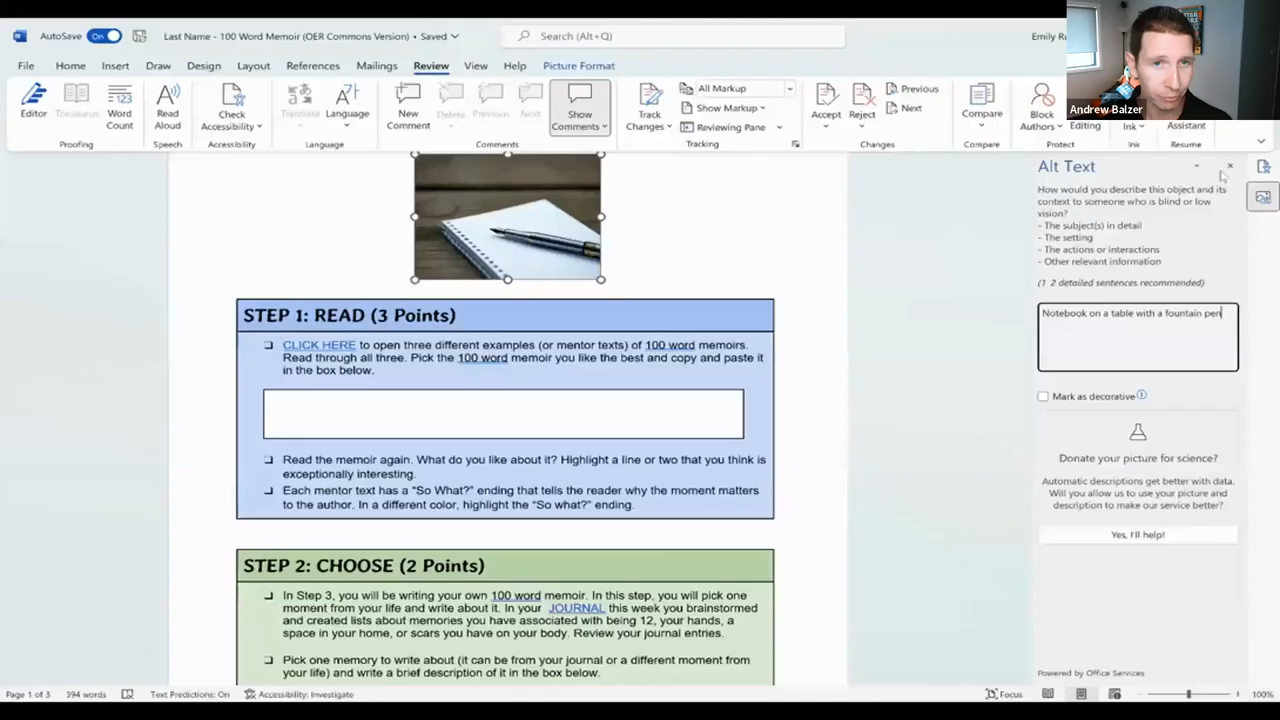 AutoSave On Last Name - 100 Word Memoir (OER Commons Version) • Saved Search (Alt+Q) Emily
File Home Insert Draw Design Layout References Mailings Review View Help Picture Format
Editor Thesaurus Word Count Read Aloud Check Accessibility Translate Language New Comment Delete Previous Next Show Comments Track Changes All Markup Show Markup Reviewing Pane Accept Reject Previous Next Compare Block Authors Editing Ink Assistant
Proofing Speech Accessibility Language Comments Tracking Changes Compare Protect Ink Resume
Andrew Balzer
Alt Text
How would you describe this object and its
context to someone who is blind or low
vision?
- The subject(s) in detail
- The setting
- The actions or interactions
- Other relevant information
(1 2 detailed sentences recommended)
Notebook on a table with a fountain pen
Mark as decorative
Donate your picture for science?
Automatic descriptions get better with data.
Will you allow us to use your picture and
description to make our service better?
Yes, I'll help!
Powered by Office Services
STEP 1: READ (3 Points)
CLICK HERE to open three different examples (or mentor texts) of 100 word memoirs.
Read through all three. Pick the 100 word memoir you like the best and copy and paste it
in the box below.
Read the memoir again. What do you like about it? Highlight a line or two that you think is
exceptionally interesting.
Each mentor text has a “So What?” ending that tells the reader why the moment matters
to the author. In a different color, highlight the “So what?” ending.
STEP 2: CHOOSE (2 Points)
In Step 3, you will be writing your own 100 word memoir. In this step, you will pick one
moment from your life and write about it. In your JOURNAL this week you brainstormed
and created lists about memories you have associated with being 12, your hands, a
space in your home, or scars you have on your body. Review your journal entries.
Pick one memory to write about (it can be from your journal or a different moment from
your life) and write a brief description of it in the box below.
Page 1 of 3 394 words Text Predictions: On Accessibility: Investigate Focus 100%